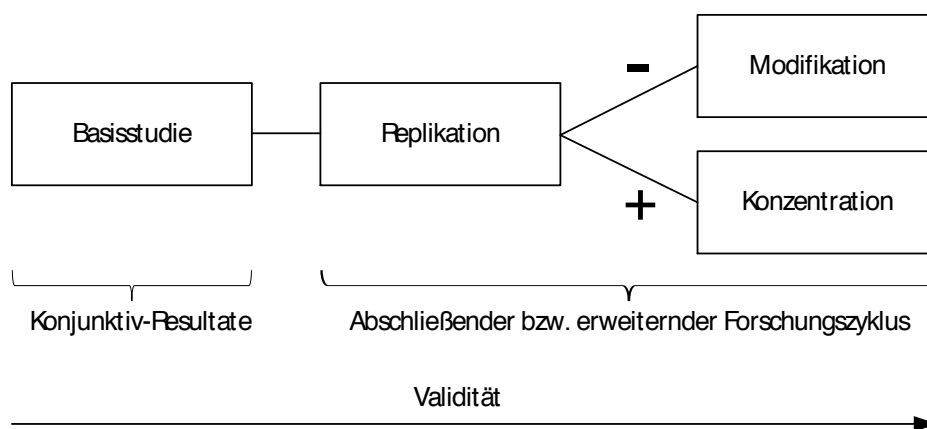 Modifikation
Basisstudie
Replikation
-
+
Konzentration
Konjunktiv-Resultate
Abschließender bzw. erweiternder Forschungszyklus
Validität